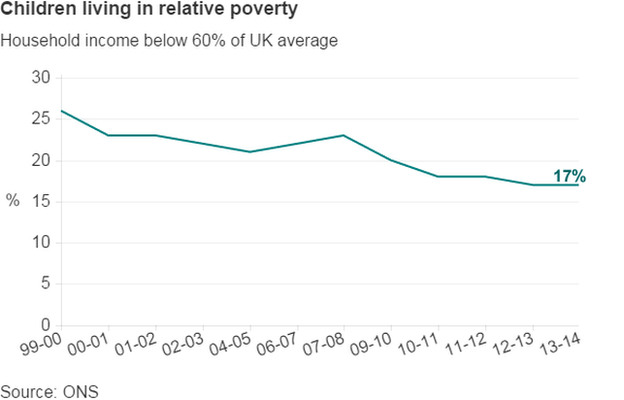 Children living in relative poverty
Household income below 60% of UK average
30
25
20
%
15
10
5
0
17%
99-00 00-01 01-02 02-03 04-05 06-07 07-08 09-10 10-11 11-12 12-13 13-14
Source: ONS